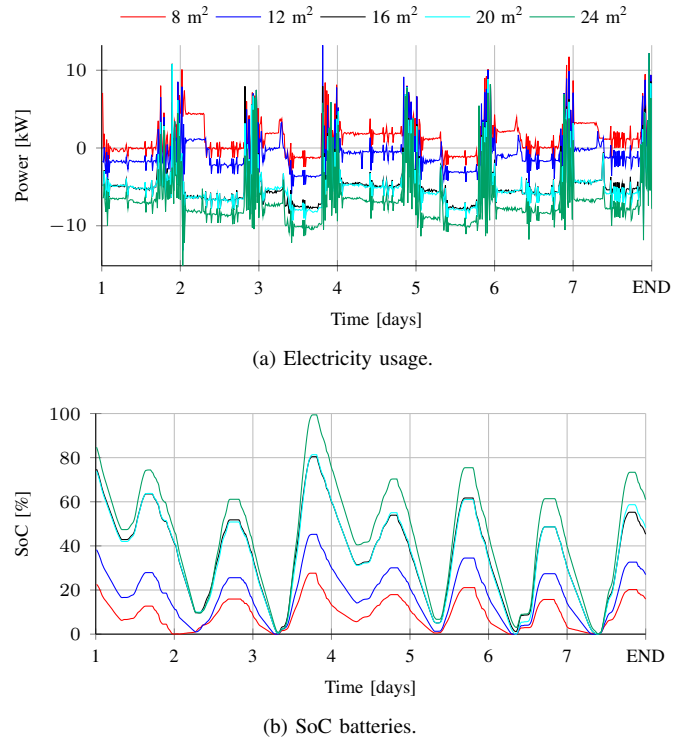 8 m² 12 m² 16 m² 20 m² 24 m²
10
0
−10
Power [kW]
1 2 3 4 5 6 7 END
Time [days]
(a) Electricity usage.
100
80
60
40
20
0
SoC [%]
1 2 3 4 5 6 7 END
Time [days]
(b) SoC batteries.